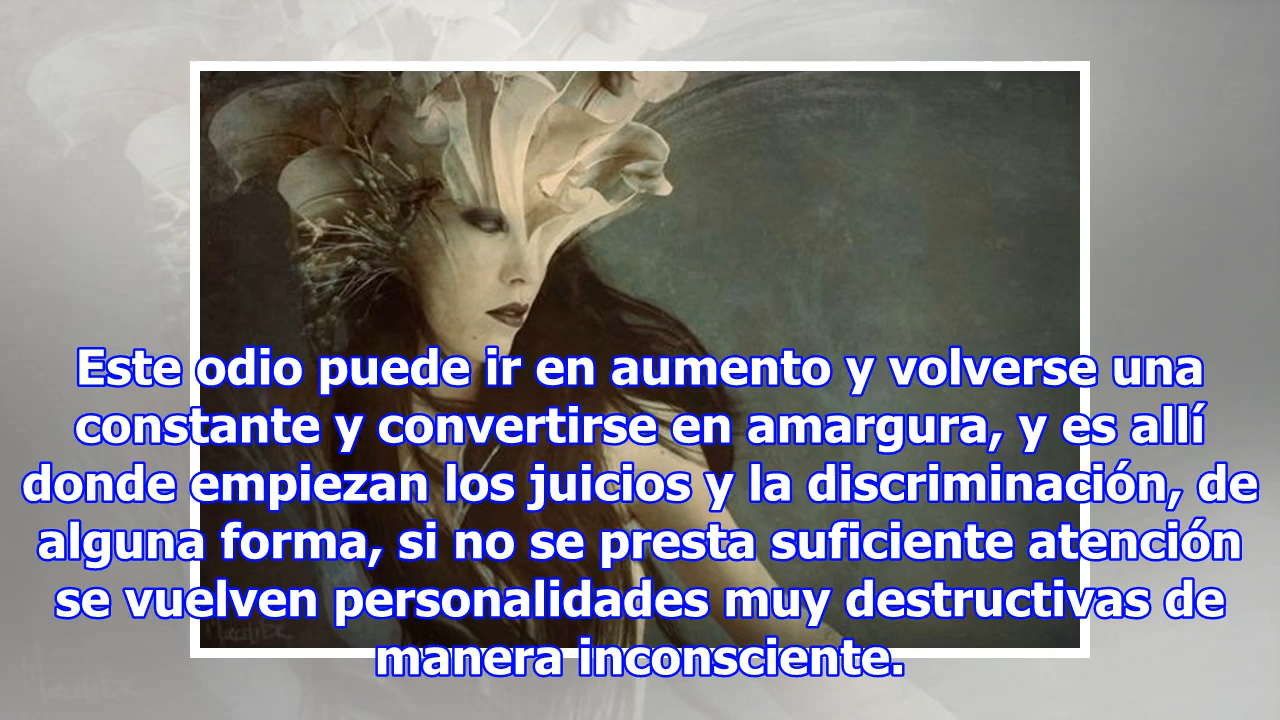 Este odio puede ir en aumento y volverse una
constante y convertirse en amargura, y es allí
donde empiezan los juicios y la discriminación, de
alguna forma, si no se presta suficiente atención
se vuelven personalidades muy destructivas de
manera inconsciente.